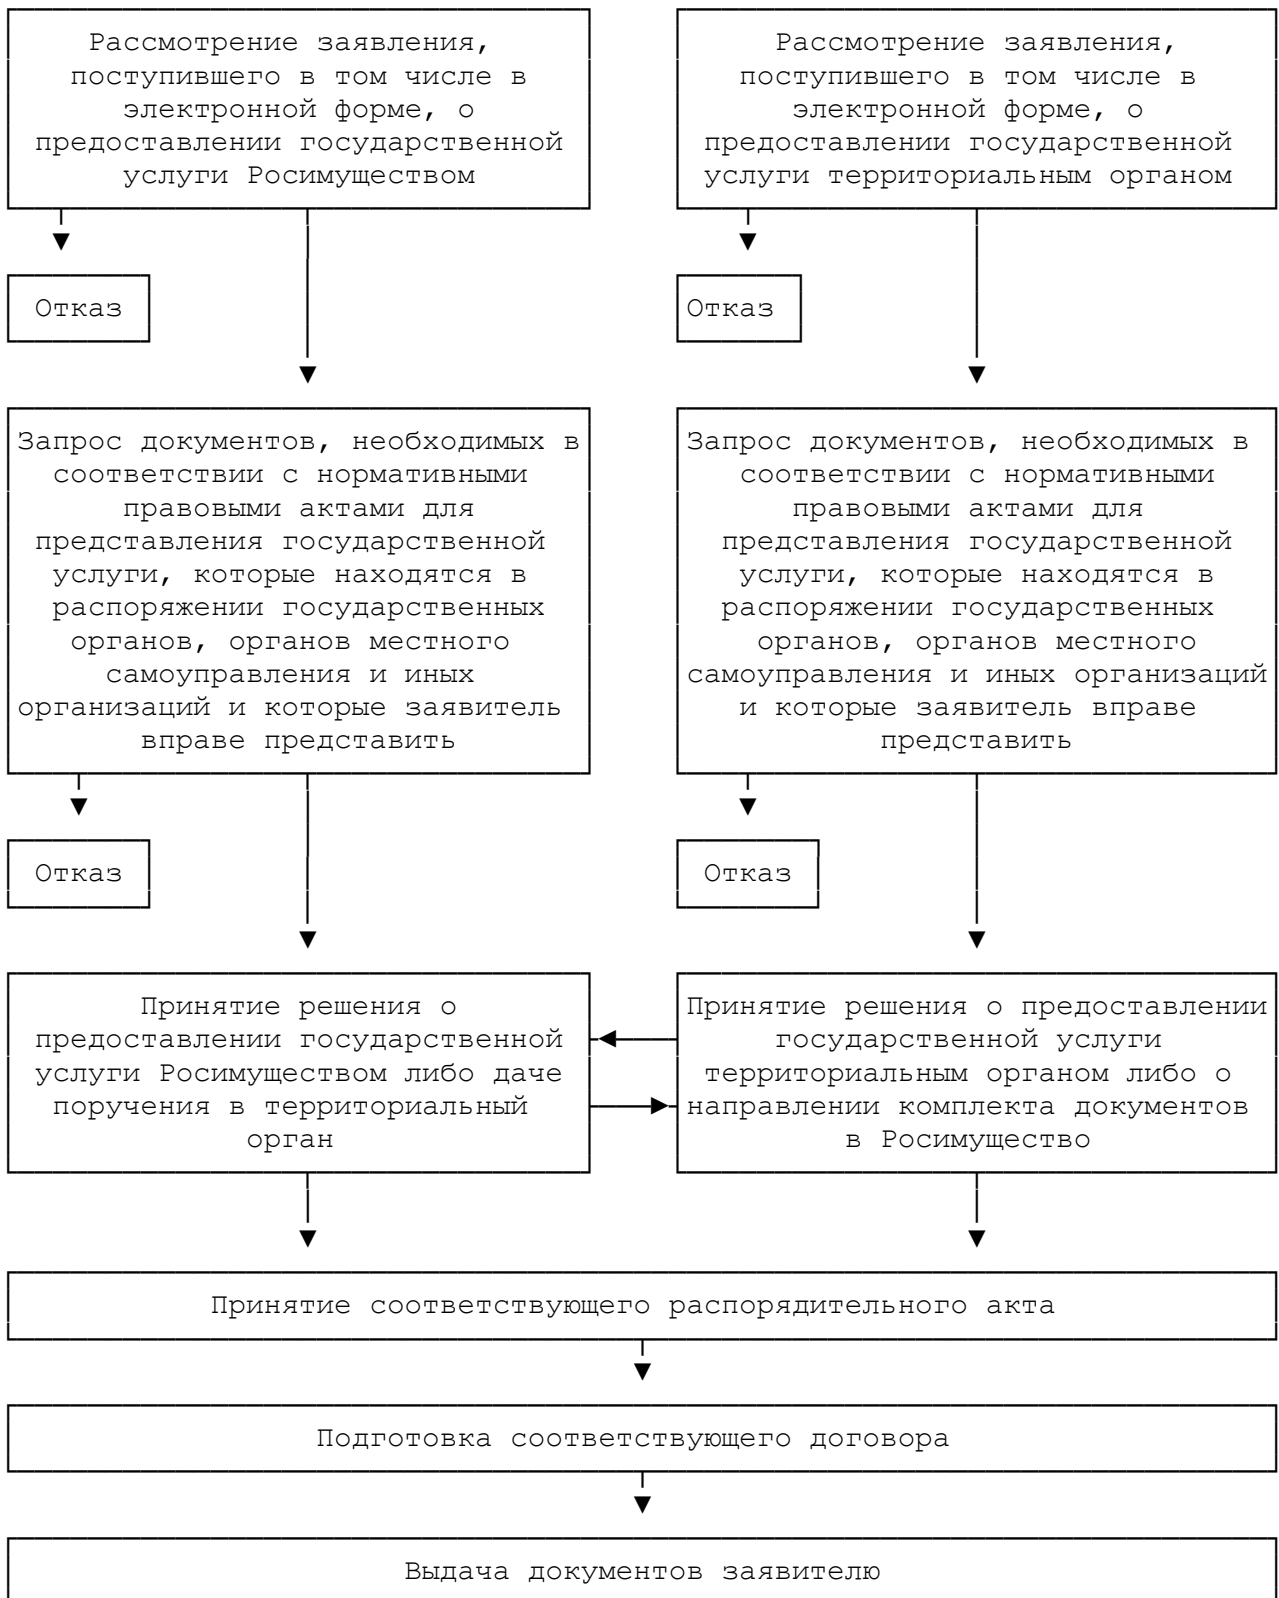 Рассмотрение заявления,
поступившего в том числе в
электронной форме, о
предоставлении государственной
услуги Росимуществом
Рассмотрение заявления,
поступившего в том числе в
электронной форме, о
предоставлении государственной
услуги территориальным органом
Отказ
Отказ
Запрос документов, необходимых в
соответствии с нормативными
правовыми актами для
представления государственной
услуги, которые находятся в
распоряжении государственных
органов, органов местного
самоуправления и иных
организаций и которые заявитель
вправе представить
Запрос документов, необходимых в
соответствии с нормативными
правовыми актами для
представления государственной
услуги, которые находятся в
распоряжении государственных
органов, органов местного
самоуправления и иных организаций
и которые заявитель вправе
представить
Отказ
Отказ
Принятие решения о
предоставлении государственной
услуги Росимуществом либо даче
поручения в территориальный
орган
Принятие решения о предоставлении
государственной услуги
территориальным органом либо о
направлении комплекта документов
в Росимущество
Принятие соответствующего распорядительного акта
Подготовка соответствующего договора
Выдача документов заявителю